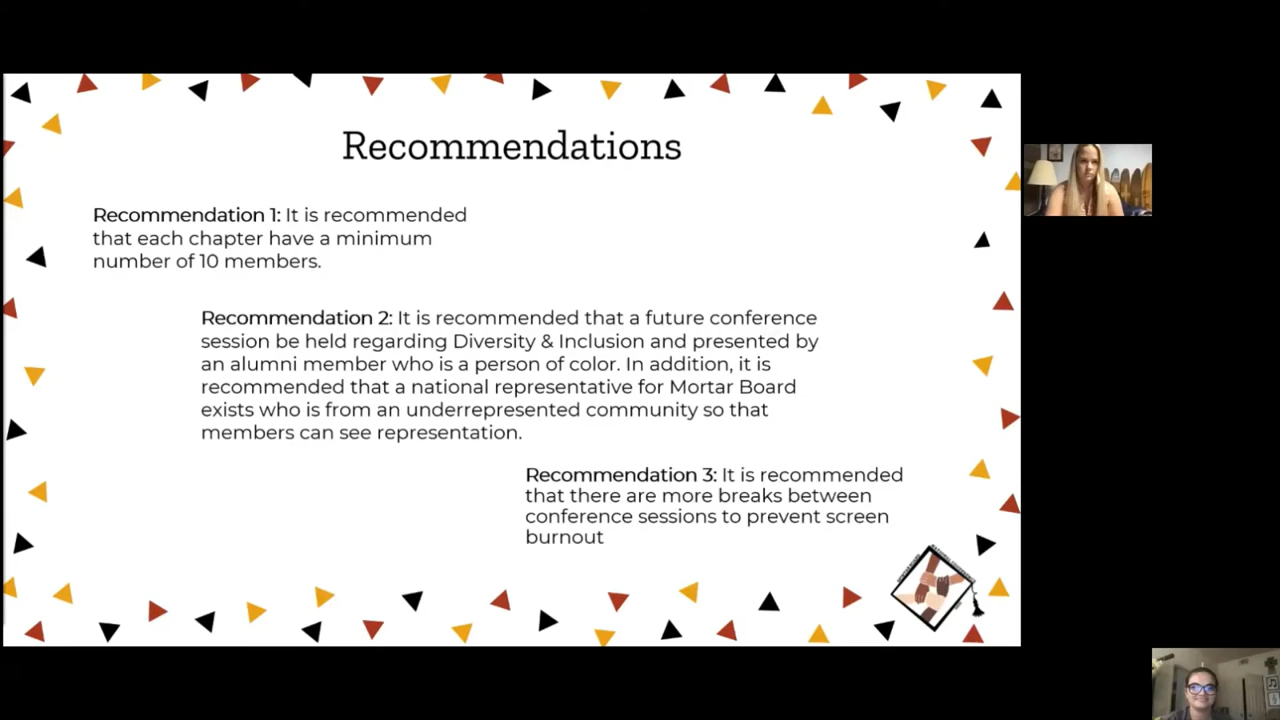 Recommendations
Recommendation 1: It is recommended
that each chapter have a minimum
number of 10 members.
Recommendation 2: It is recommended that a future conference
session be held regarding Diversity & Inclusion and presented by
an alumni member who is a person of color. In addition, it is
recommended that a national representative for Mortar Board
exists who is from an underrepresented community so that
members can see representation.
Recommendation 3: It is recommended
that there are more breaks between
conference sessions to prevent screen
burnout